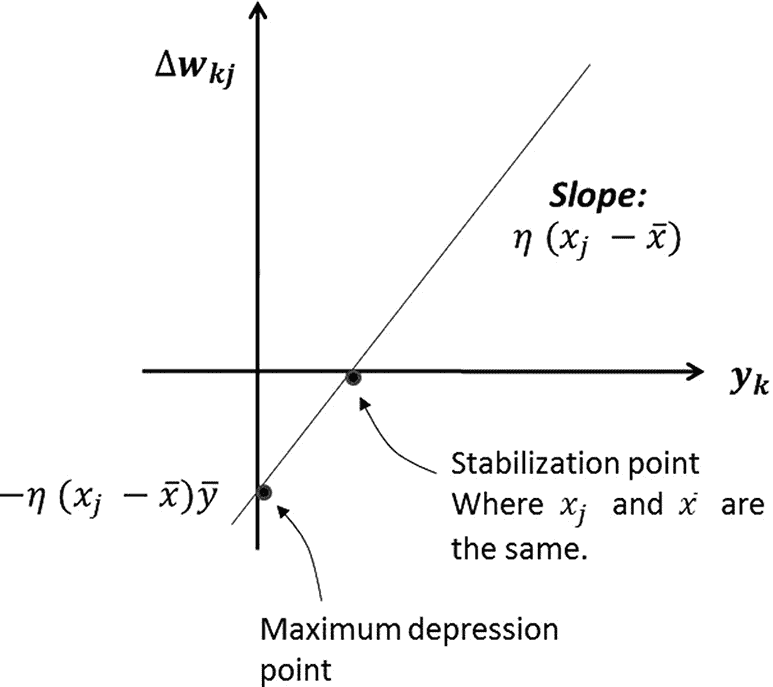 Δw_kj
Slope:
η (x_j − x̄)
y_k
Stabilization point
Where x_j and ẋ are
the same.
−η (x_j − x̄)ȳ
Maximum depression
point